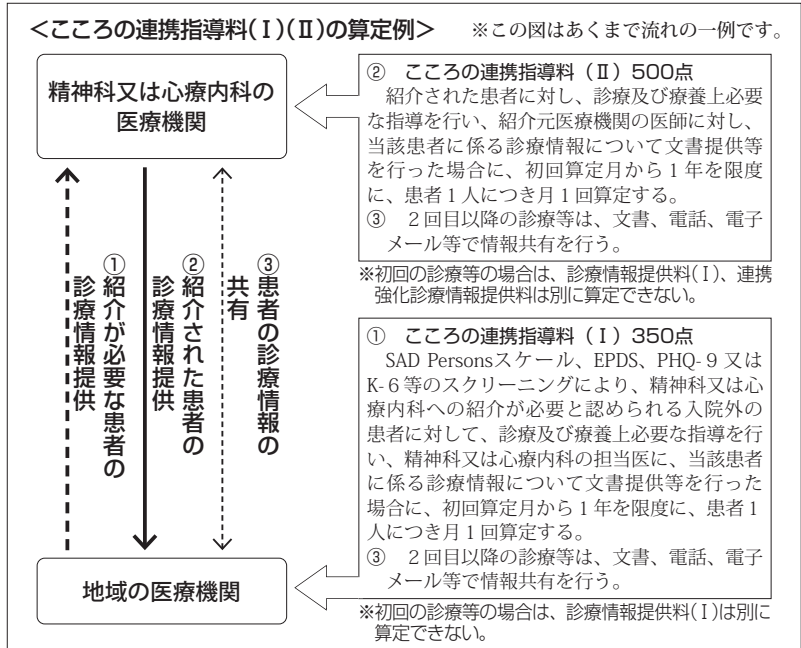 ＜こころの連携指導料(Ⅰ)(Ⅱ)の算定例＞　※この図はあくまで流れの一例です。
精神科又は心療内科の
医療機関
②　こころの連携指導料（Ⅱ）500点
紹介された患者に対し、診療及び療養上必要
な指導を行い、紹介元医療機関の医師に対し、
当該患者に係る診療情報について文書提供等
を行った場合に、初回算定月から１年を限度
に、患者１人につき月１回算定する。
③　２回目以降の診療等は、文書、電話、電子
メール等で情報共有を行う。
※初回の診療等の場合は、診療情報提供料(Ⅰ)、連携
強化診療情報提供料は別に算定できない。
③患者の診療情報の
共有
②紹介された患者の
診療情報提供
①紹介が必要な患者の
診療情報提供
①　こころの連携指導料（Ⅰ）350点
SAD Personsスケール、EPDS、PHQ-９又は
K-６等のスクリーニングにより、精神科又は心
療内科への紹介が必要と認められる入院外の
患者に対して、診療及び療養上必要な指導を行
い、精神科又は心療内科の担当医に、当該患者
に係る診療情報について文書提供等を行った
場合に、初回算定月から１年を限度に、患者１
人につき月１回算定する。
③　２回目以降の診療等は、文書、電話、電子
メール等で情報共有を行う。
※初回の診療等の場合は、診療情報提供料(Ⅰ)は別に
算定できない。
地域の医療機関